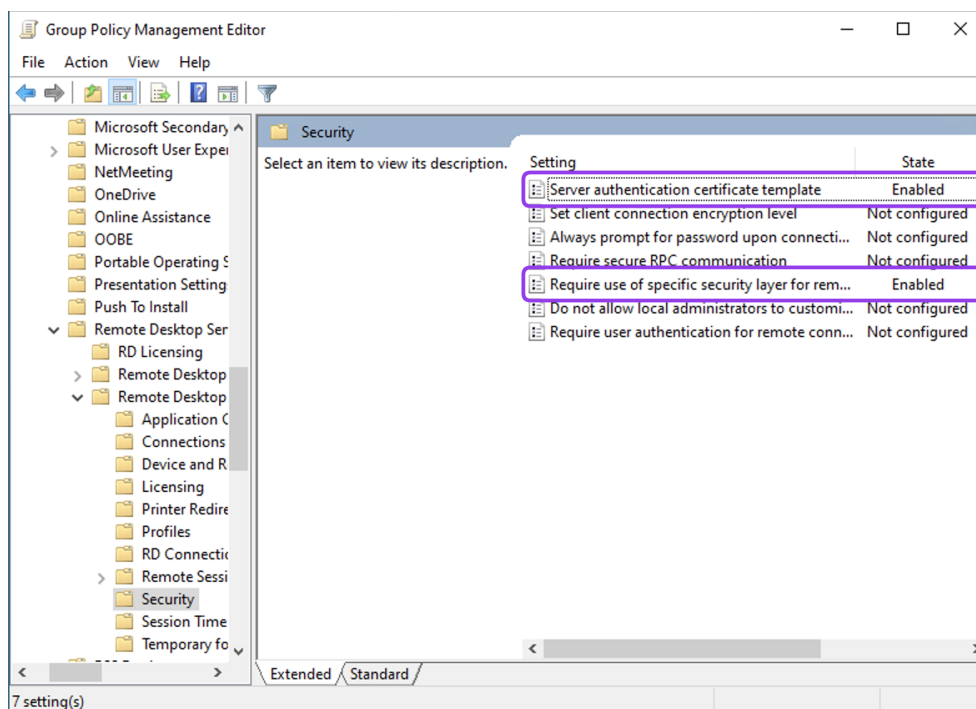 Group Policy Management Editor
File Action View Help
Microsoft Secondary
Microsoft User Exper
NetMeeting
OneDrive
Online Assistance
OOBE
Portable Operating S
Presentation Setting
Push To Install
Remote Desktop Ser
RD Licensing
Remote Desktop
Remote Desktop
Application C
Connections
Device and R
Licensing
Printer Redire
Profiles
RD Connectio
Remote Sessi
Security
Session Time
Temporary fo
Security
Select an item to view its description.
Setting State
Server authentication certificate template Enabled
Set client connection encryption level Not configured
Always prompt for password upon connecti... Not configured
Require secure RPC communication Not configured
Require use of specific security layer for rem... Enabled
Do not allow local administrators to customi... Not configured
Require user authentication for remote conn... Not configured
Extended Standard
7 setting(s)